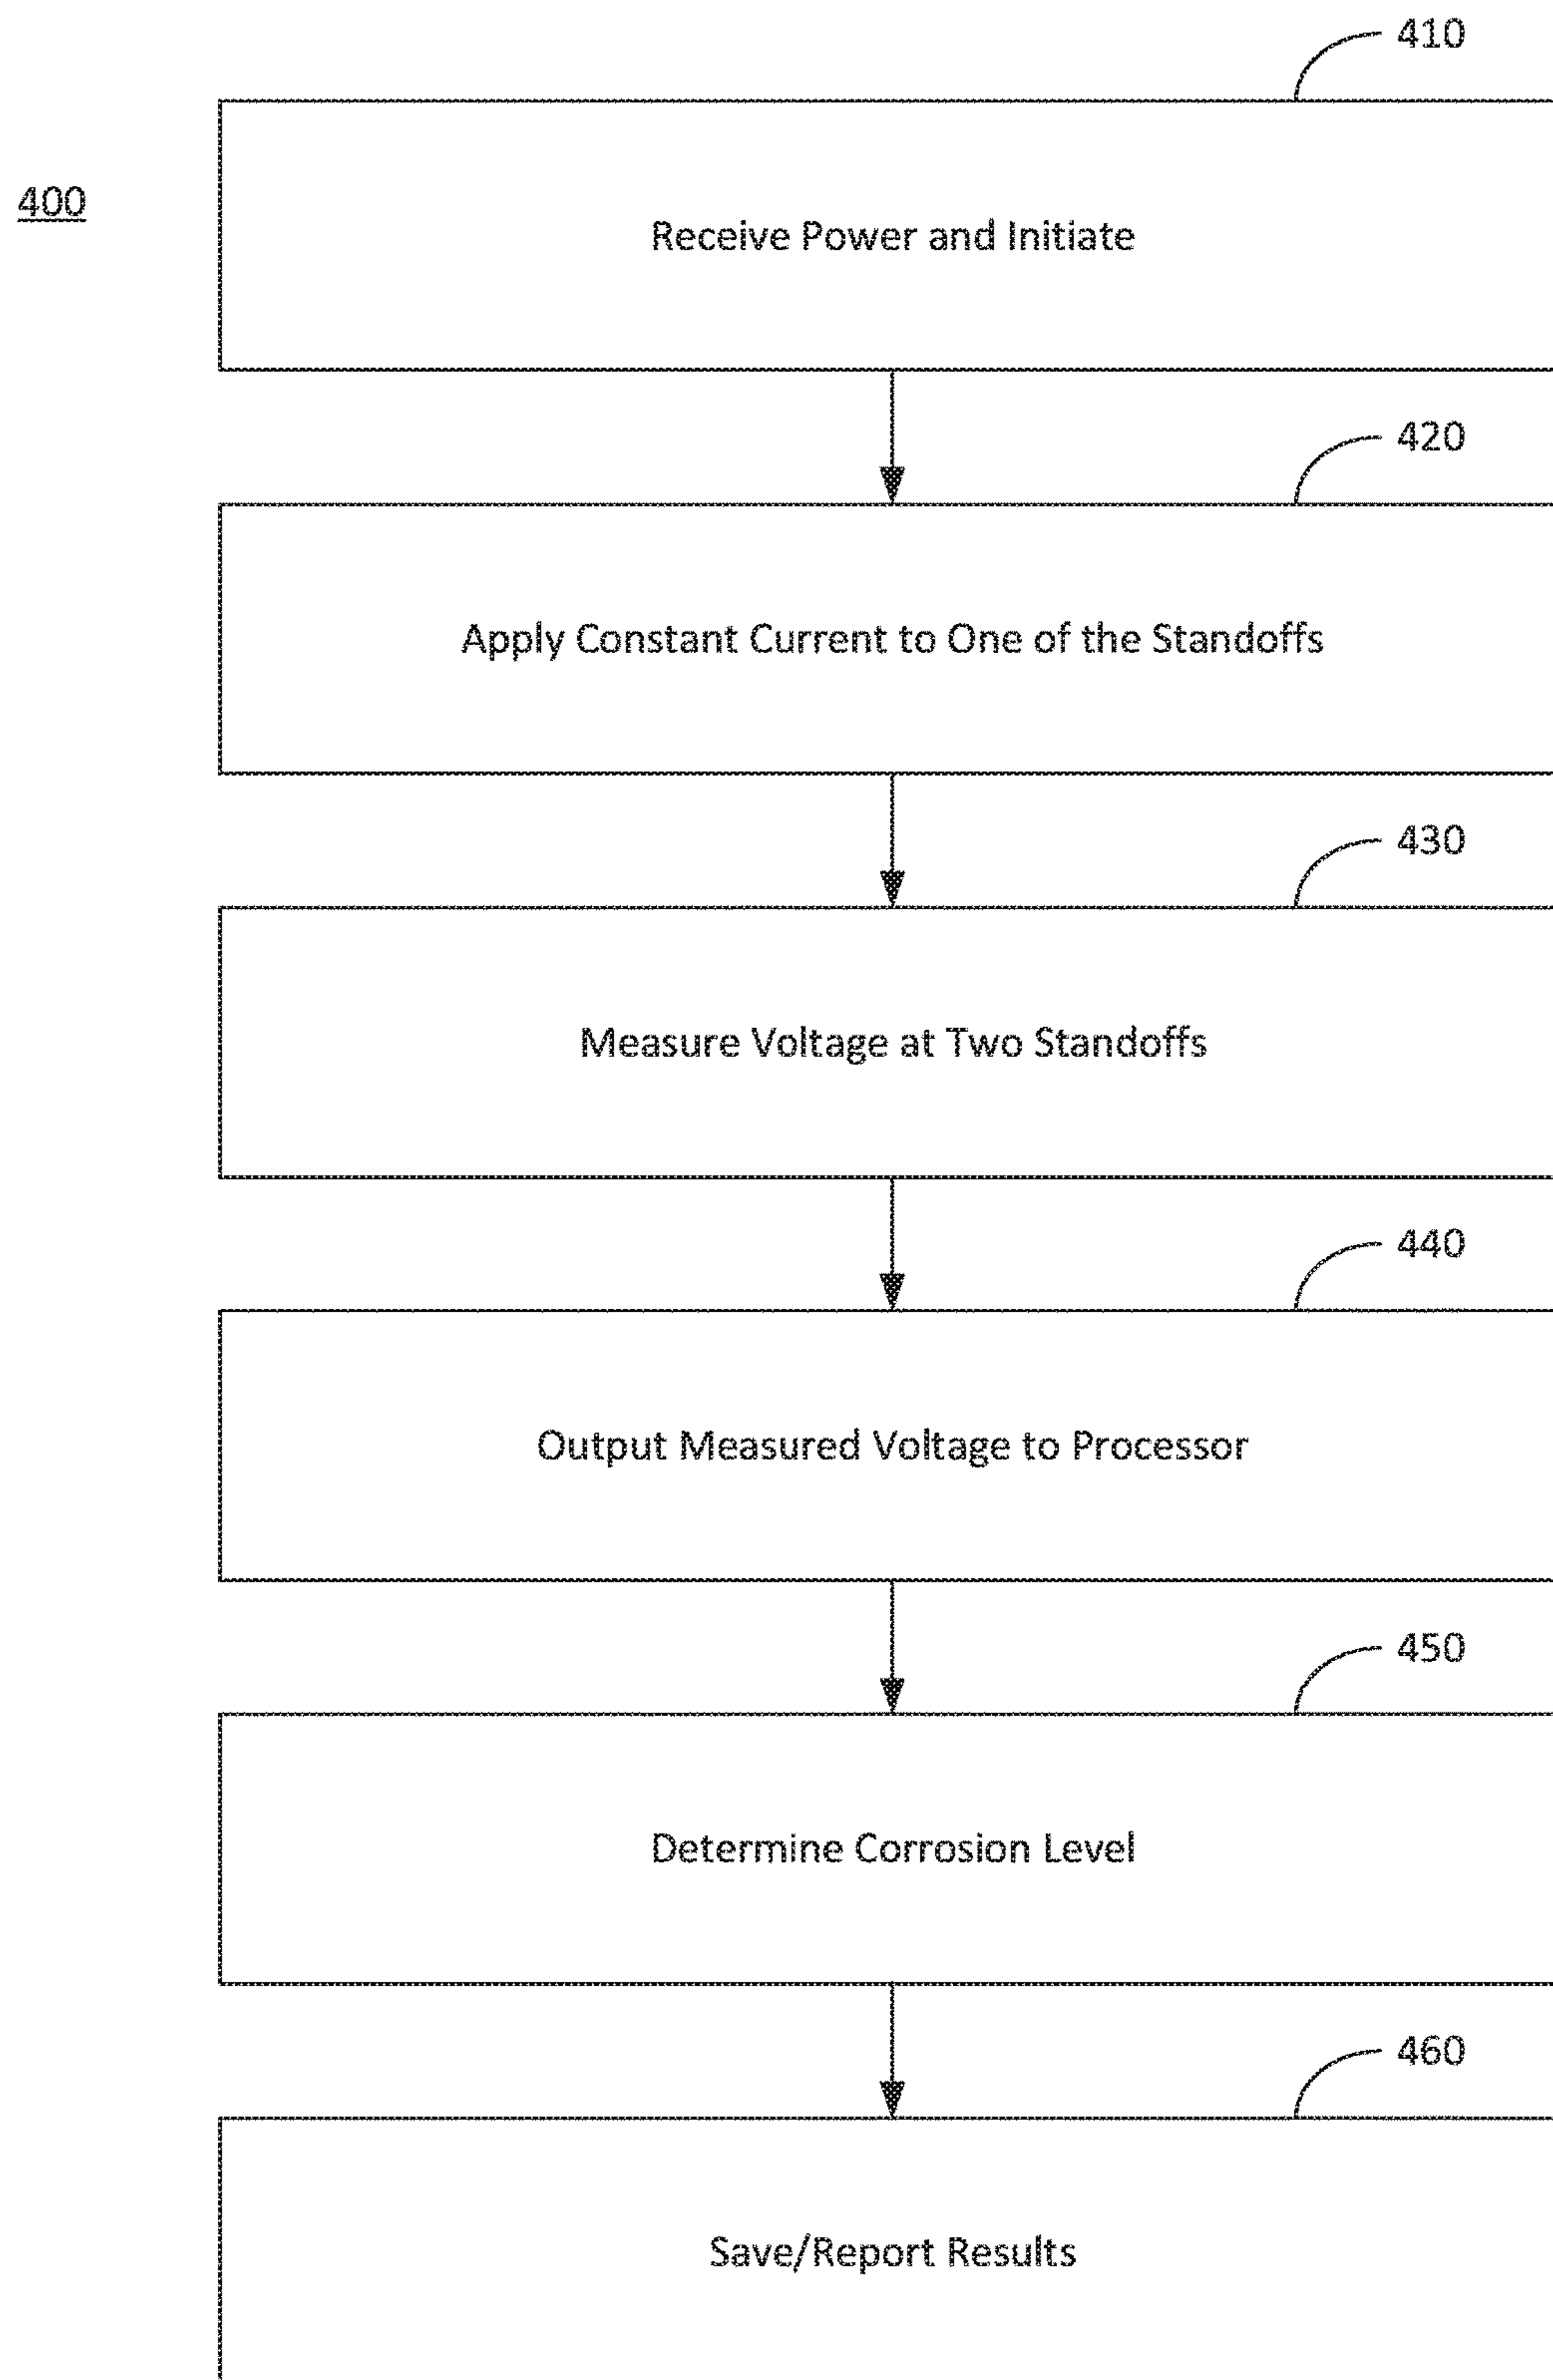 410
400
Receive Power and Initiate
420
Apply Constant Current to One of the Standoffs
430
Measure Voltage at Two Standoffs
440
Output Measured Voltage to Processor
450
Determine Corrosion Level
460
Save/Report Results